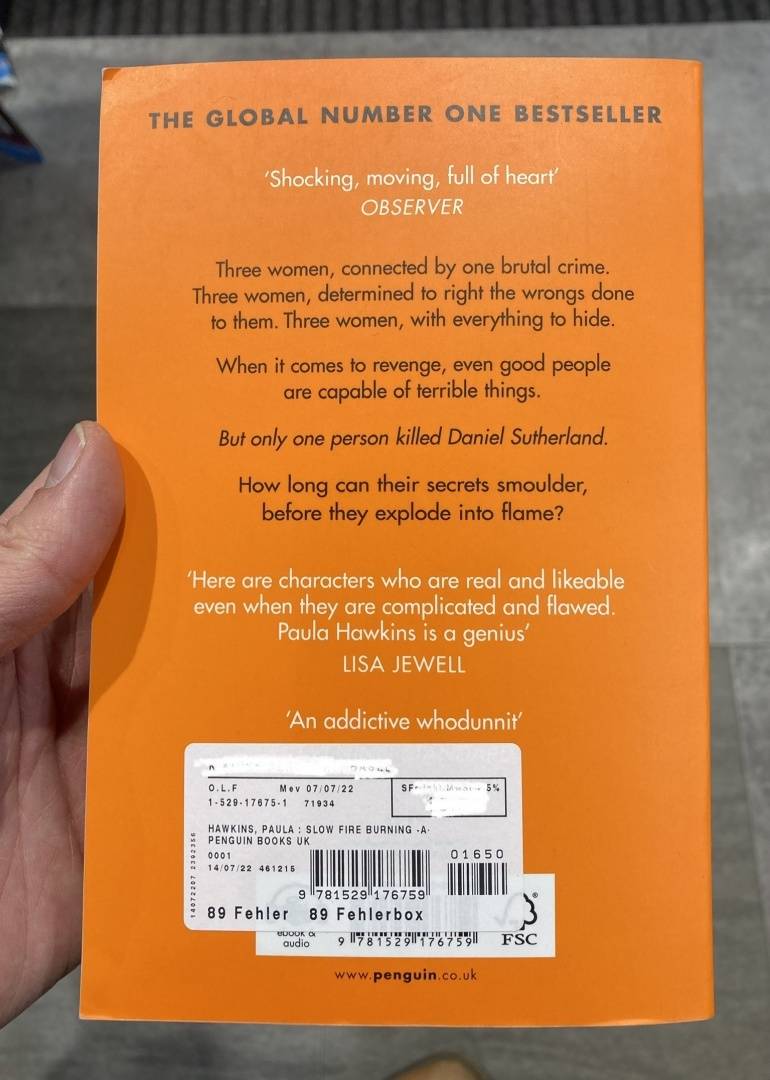 THE GLOBAL NUMBER ONE BESTSELLER
‘Shocking, moving, full of heart’
OBSERVER
Three women, connected by one brutal crime.
Three women, determined to right the wrongs done
to them. Three women, with everything to hide.
When it comes to revenge, even good people
are capable of terrible things.
But only one person killed Daniel Sutherland.
How long can their secrets smoulder,
before they explode into flame?
‘Here are characters who are real and likeable
even when they are complicated and flawed.
Paula Hawkins is a genius’
LISA JEWELL
‘An addictive whodunnit’
O.L.F Mev 07/07/22 5%
1-529-17675-1 71934
HAWKINS, PAULA : SLOW FIRE BURNING -A-
PENGUIN BOOKS UK
0001 01650
14/07/22 461215
9 781529 176759
14072207 2392356
89 Fehler 89 Fehlerbox
ebook &
audio 9 781529 176759 FSC
www.penguin.co.uk